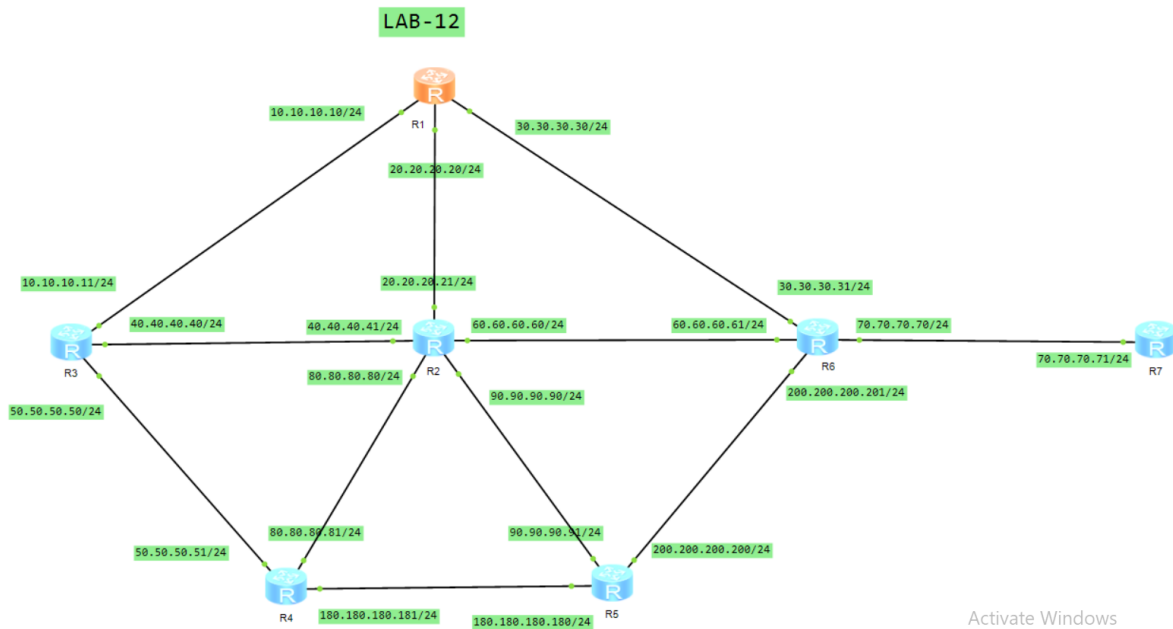 LAB-12
R
10.10.10.10/24
R1
30.30.30.30/24
20.20.20.20/24
10.10.10.11/24
20.20.20.21/24
30.30.30.31/24
40.40.40.40/24
40.40.40.41/24
60.60.60.60/24
60.60.60.61/24
70.70.70.70/24
R
R
R
R
70.70.70.71/24
R3
R2
R6
R7
80.80.80.80/24
50.50.50.50/24
90.90.90.90/24
200.200.200.201/24
80.80.80.81/24
90.90.90.91/24
50.50.50.51/24
200.200.200.200/24
R
R
R4
R5
180.180.180.181/24
180.180.180.180/24
Activate Windows